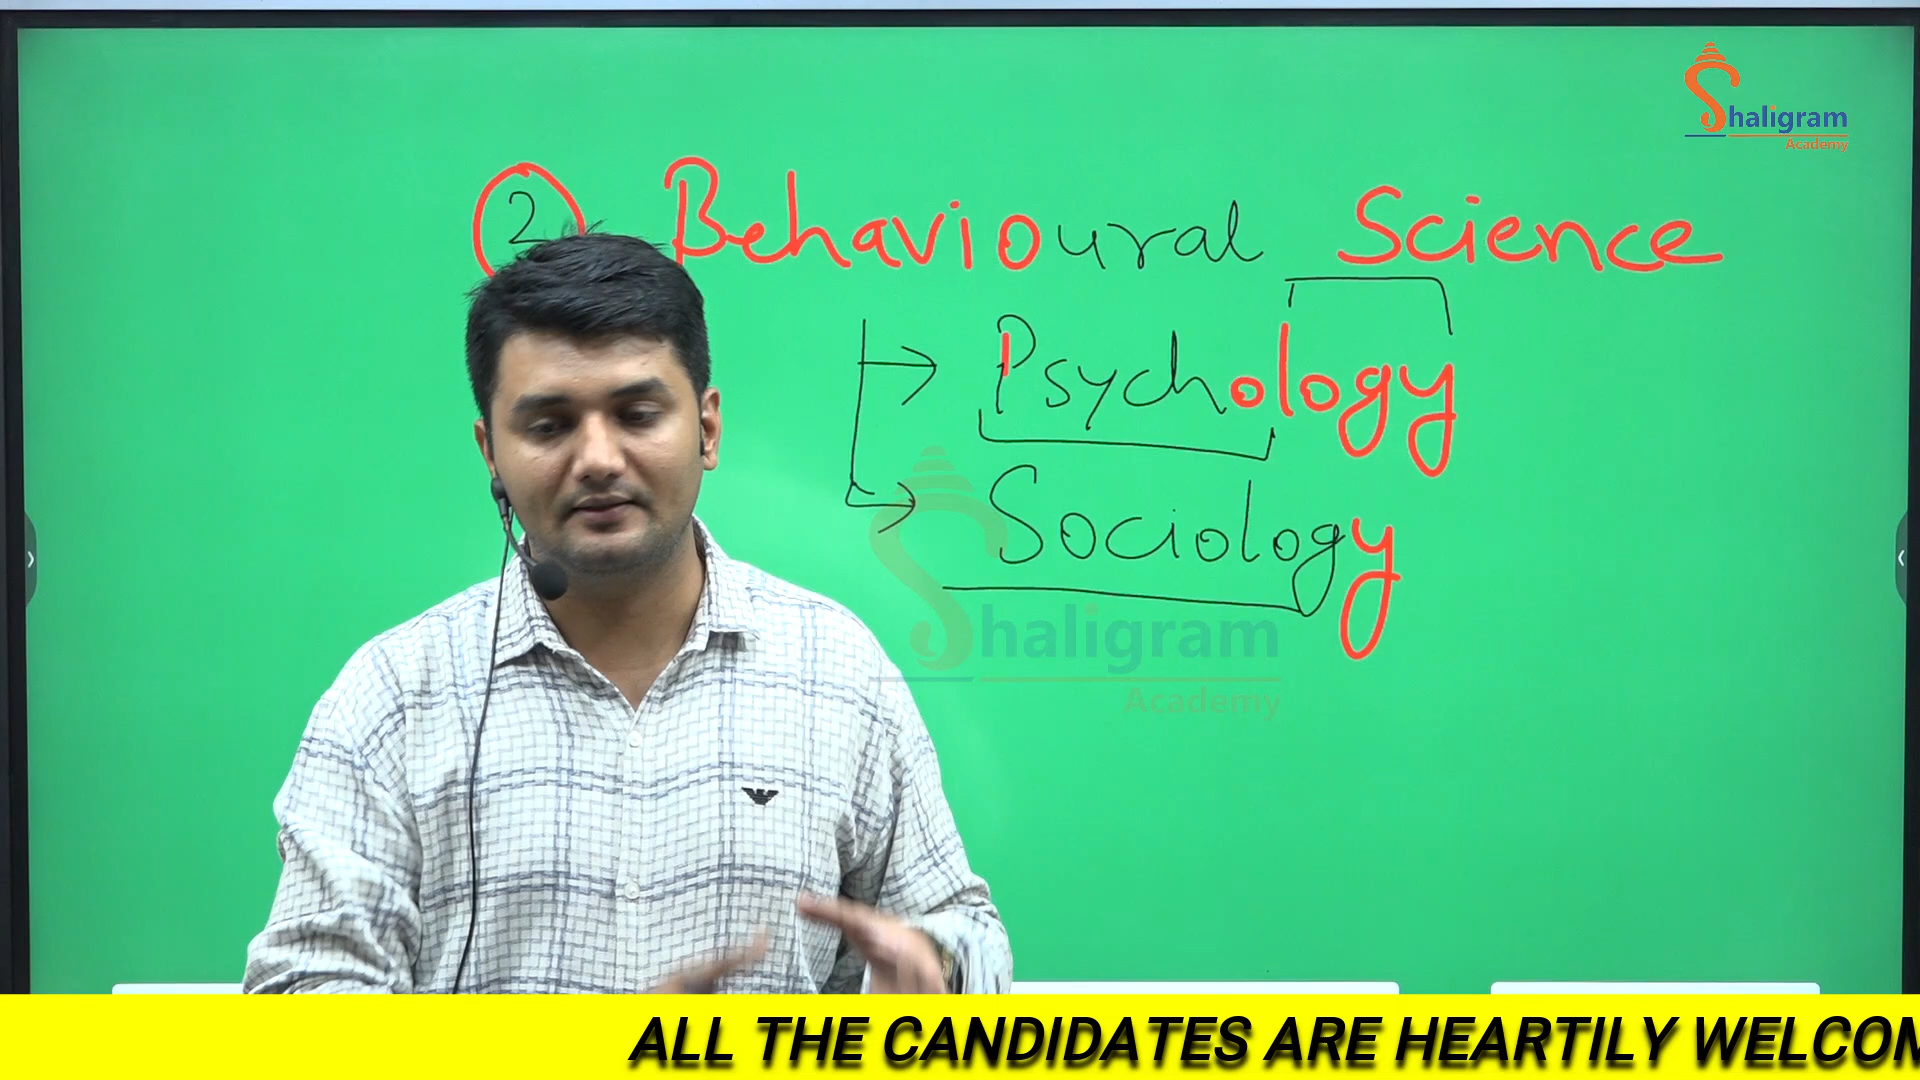 Shaligram
Academy
2 Behavioural Science
Psychology
Sociology
Shaligram
Academy
ALL THE CANDIDATES ARE HEARTILY WELCOM